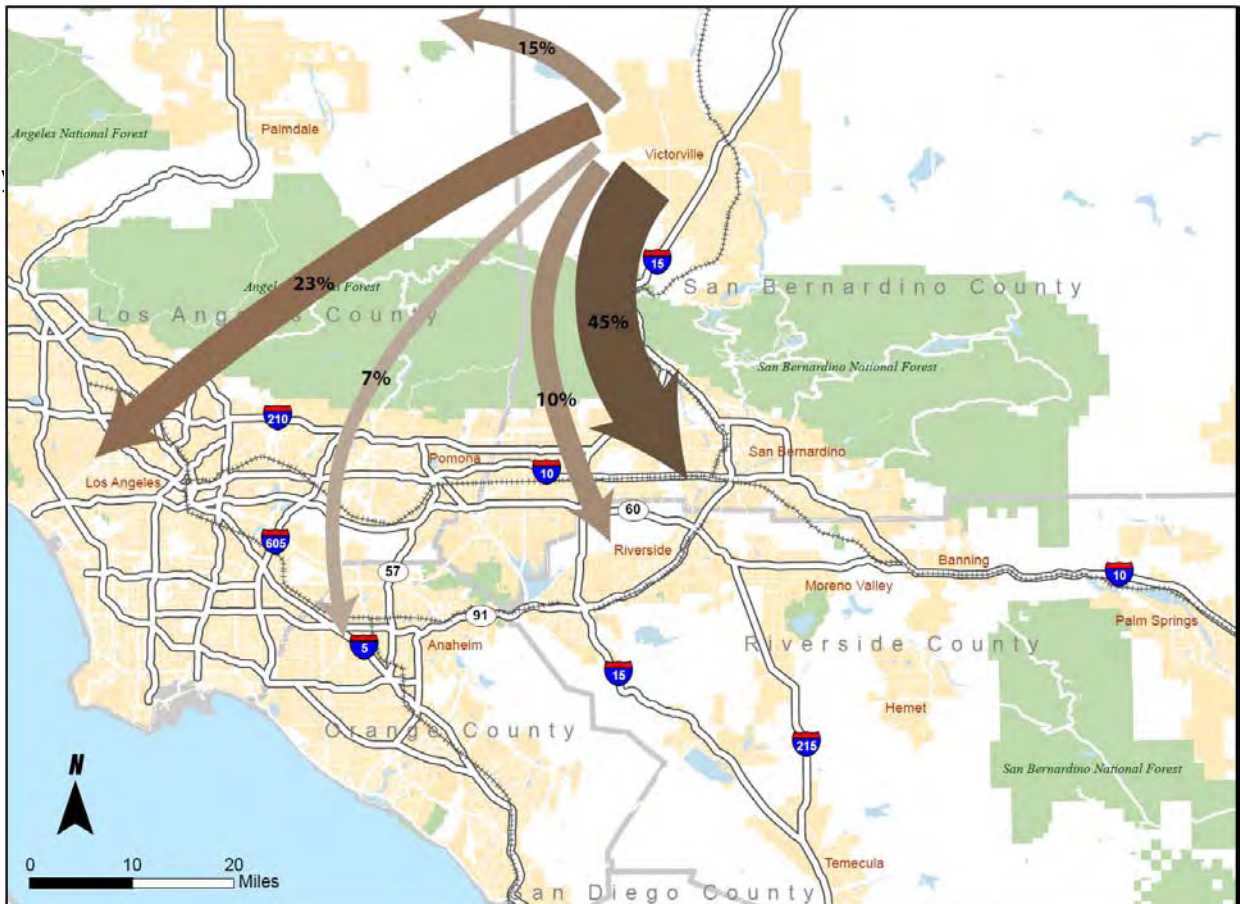 15%
Angeles National Forest
Palmdale
Victorville
15
23%
Angel
l Forest
San Bernardino County
Los Angeles County
45%
San Bernardino National Forest
7%
10%
210
Pomona
10
San Bernardino
Los Angeles
60
605
Riverside
Banning
57
Moreno Valley
10
91
Palm Springs
5
Anaheim
Riverside County
15
Hemet
Orange County
215
N
San Bernardino National Forest
0 10 20
Miles
Temecula
San Diego County